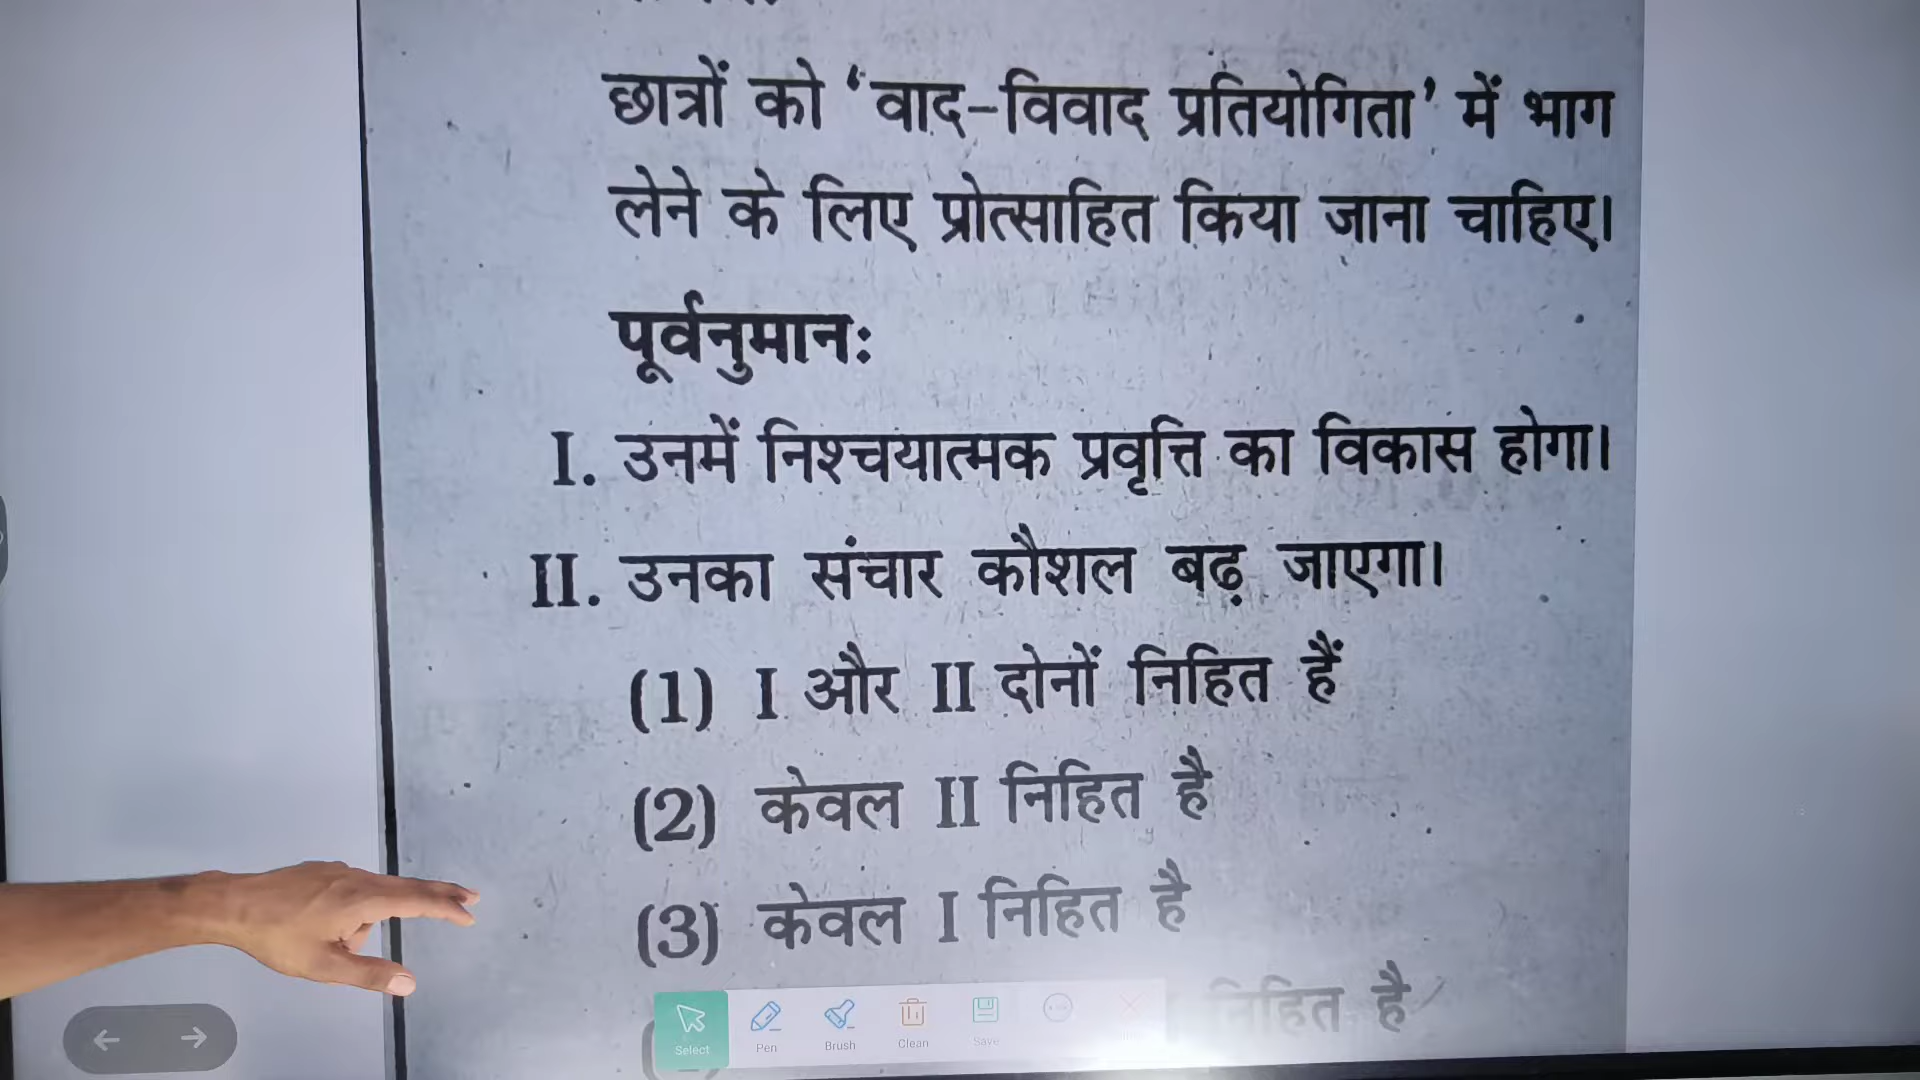 छात्रों को ‘वाद-विवाद प्रतियोगिता’ में भाग
लेने के लिए प्रोत्साहित किया जाना चाहिए।
पूर्वनुमानः
I. उनमें निश्चयात्मक प्रवृत्ति का विकास होगा।
II. उनका संचार कौशल बढ़ जाएगा।
(1) I और II दोनों निहित हैं
(2) केवल II निहित है
(3) केवल I निहित है
निहित है
Select Pen Brush Clean Save